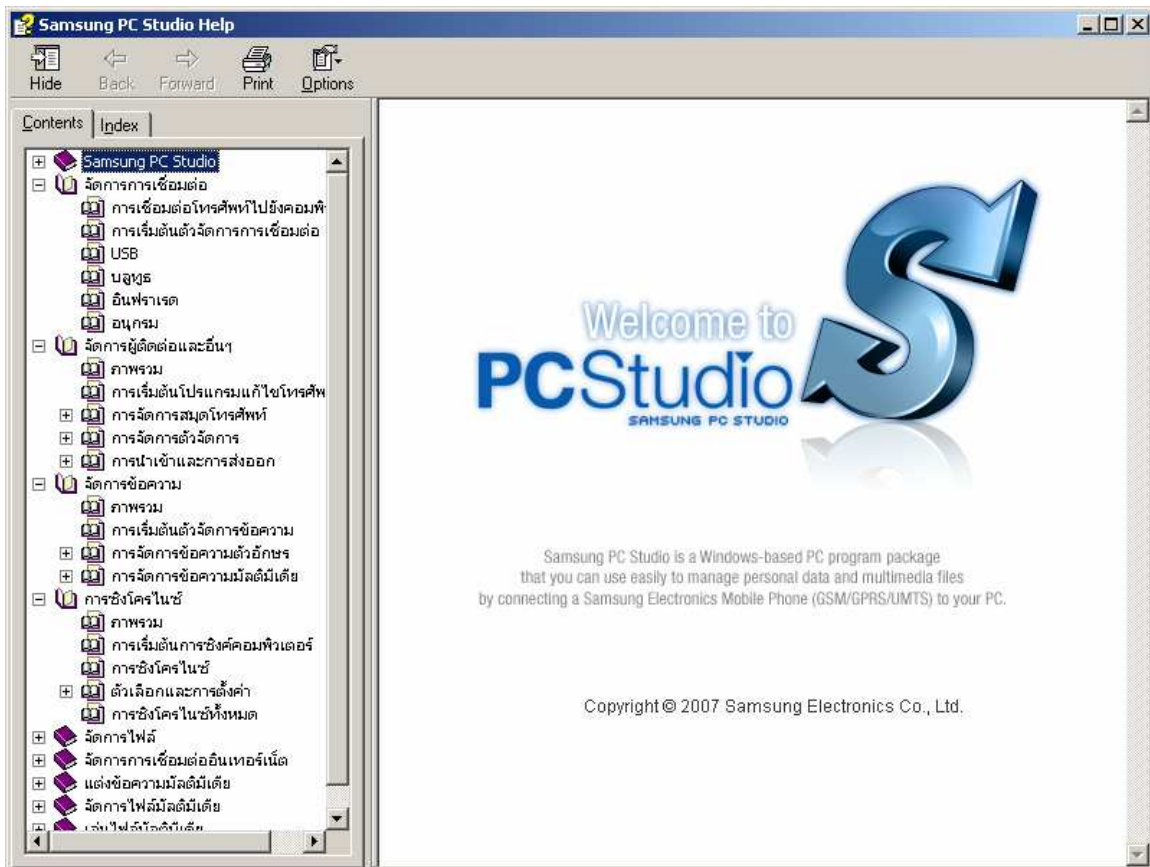 Samsung PC Studio Help
Hide Back Forward Print Options
Contents Index
Samsung PC Studio
จัดการการเชื่อมต่อ
การเชื่อมต่อโทรศัพท์ไปยังคอมพิ
การเริ่มต้นตัวจัดการการเชื่อมต่อ
USB
บลูทูธ
อินฟราเรด
อนุกรม
จัดการผู้ติดต่อและอื่นๆ
ภาพรวม
การเริ่มต้นโปรแกรมแก้ไขโทรศัพ
การจัดการสมุดโทรศัพท์
การจัดการตัวจัดการ
การนำเข้าและการส่งออก
จัดการข้อความ
ภาพรวม
การเริ่มต้นตัวจัดการข้อความ
การจัดการข้อความตัวอักษร
การจัดการข้อความมัลติมีเดีย
การซิงโครไนซ์
ภาพรวม
การเริ่มต้นการซิงค์คอมพิวเตอร์
การซิงโครไนซ์
ตัวเลือกและการตั้งค่า
การซิงโครไนซ์ทั้งหมด
จัดการไฟล์
จัดการการเชื่อมต่ออินเทอร์เน็ต
แต่งข้อความมัลติมีเดีย
จัดการไฟล์มัลติมีเดีย
เล่นไฟล์มัลติมีเดีย
Welcome to
PC Studio
SAMSUNG PC STUDIO
Samsung PC Studio is a Windows-based PC program package
that you can use easily to manage personal data and multimedia files
by connecting a Samsung Electronics Mobile Phone (GSM/GPRS/UMTS) to your PC.
Copyright © 2007 Samsung Electronics Co., Ltd.